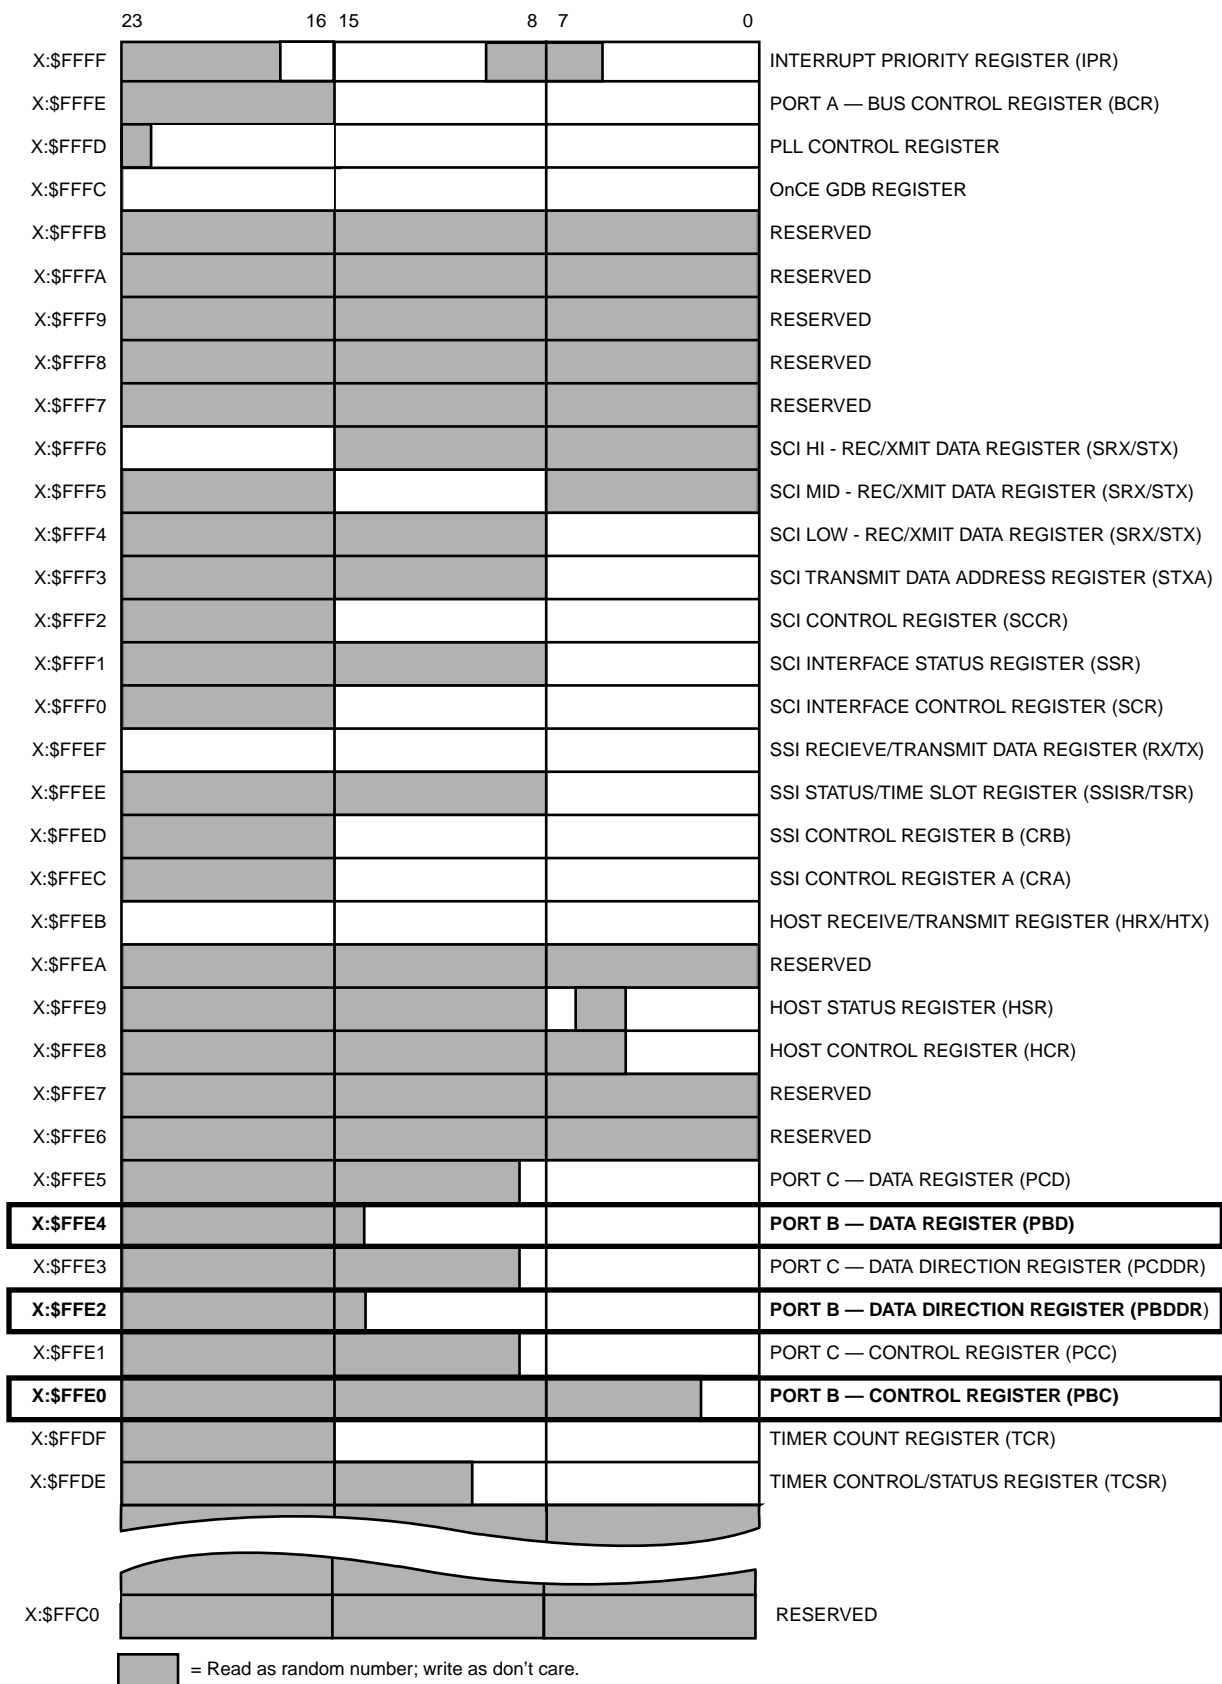 23 16 15 8 7 0
X:$FFFF INTERRUPT PRIORITY REGISTER (IPR)
X:$FFFE PORT A — BUS CONTROL REGISTER (BCR)
X:$FFFD PLL CONTROL REGISTER
X:$FFFC OnCE GDB REGISTER
X:$FFFB RESERVED
X:$FFFA RESERVED
X:$FFF9 RESERVED
X:$FFF8 RESERVED
X:$FFF7 RESERVED
X:$FFF6 SCI HI - REC/XMIT DATA REGISTER (SRX/STX)
X:$FFF5 SCI MID - REC/XMIT DATA REGISTER (SRX/STX)
X:$FFF4 SCI LOW - REC/XMIT DATA REGISTER (SRX/STX)
X:$FFF3 SCI TRANSMIT DATA ADDRESS REGISTER (STXA)
X:$FFF2 SCI CONTROL REGISTER (SCCR)
X:$FFF1 SCI INTERFACE STATUS REGISTER (SSR)
X:$FFF0 SCI INTERFACE CONTROL REGISTER (SCR)
X:$FFEF SSI RECIEVE/TRANSMIT DATA REGISTER (RX/TX)
X:$FFEE SSI STATUS/TIME SLOT REGISTER (SSISR/TSR)
X:$FFED SSI CONTROL REGISTER B (CRB)
X:$FFEC SSI CONTROL REGISTER A (CRA)
X:$FFEB HOST RECEIVE/TRANSMIT REGISTER (HRX/HTX)
X:$FFEA RESERVED
X:$FFE9 HOST STATUS REGISTER (HSR)
X:$FFE8 HOST CONTROL REGISTER (HCR)
X:$FFE7 RESERVED
X:$FFE6 RESERVED
X:$FFE5 PORT C — DATA REGISTER (PCD)
X:$FFE4 PORT B — DATA REGISTER (PBD)
X:$FFE3 PORT C — DATA DIRECTION REGISTER (PCDDR)
X:$FFE2 PORT B — DATA DIRECTION REGISTER (PBDDR)
X:$FFE1 PORT C — CONTROL REGISTER (PCC)
X:$FFE0 PORT B — CONTROL REGISTER (PBC)
X:$FFDF TIMER COUNT REGISTER (TCR)
X:$FFDE TIMER CONTROL/STATUS REGISTER (TCSR)
X:$FFC0 RESERVED
= Read as random number; write as don't care.